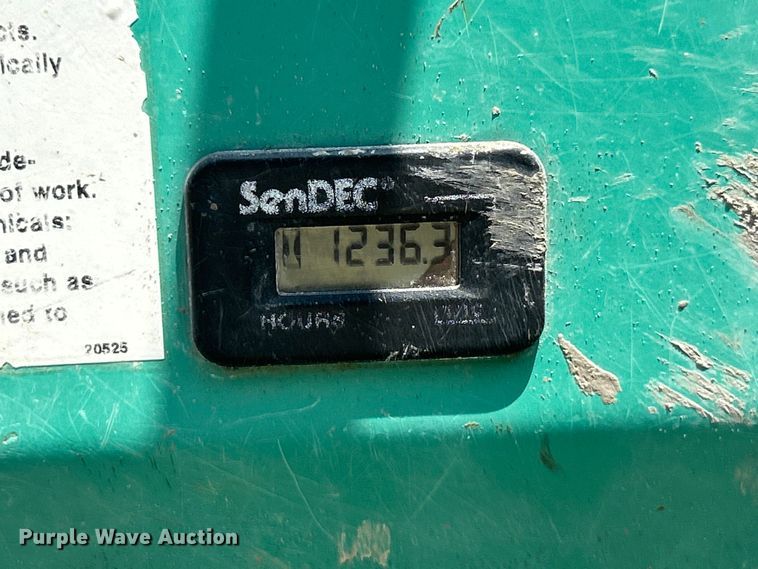 cts.
ically
de-
of work.
nicals:
and
such as
ned to
20525
SenDEC
1236.3
HOURS
Purple Wave Auction